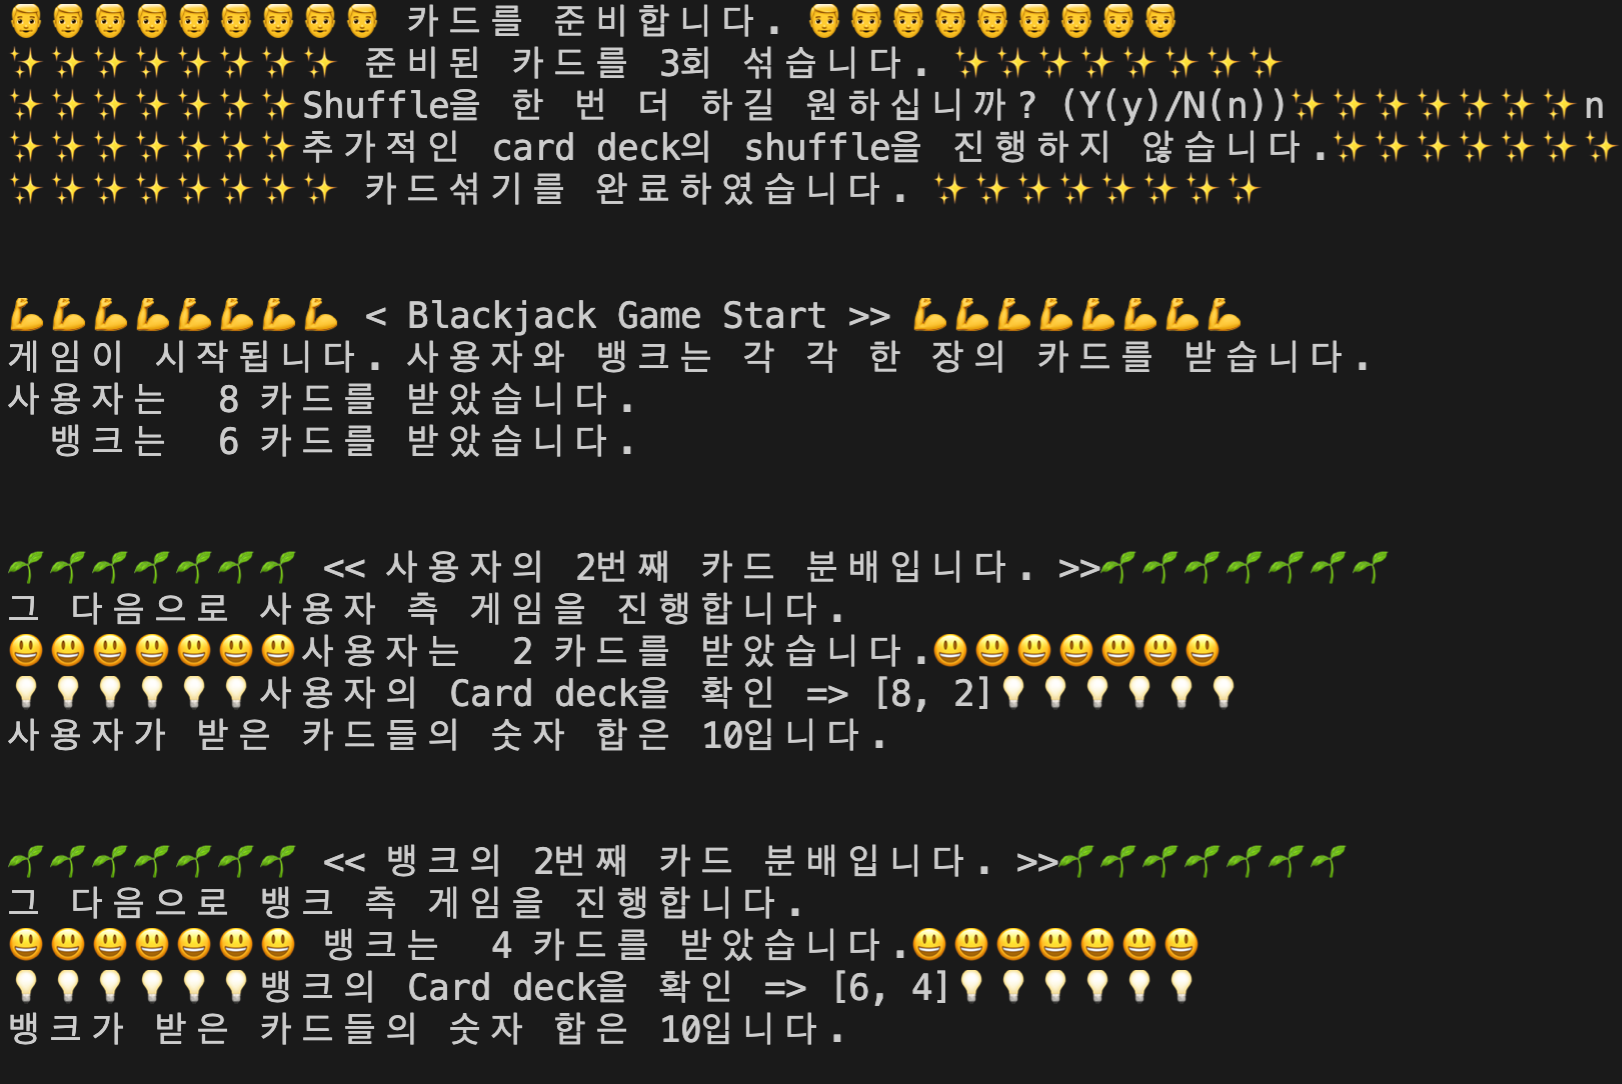 👨👨👨👨👨👨👨👨👨 카드를 준비합니다. 👨👨👨👨👨👨👨👨👨
✨✨✨✨✨✨✨✨ 준비된 카드를 3회 섞습니다. ✨✨✨✨✨✨✨✨
✨✨✨✨✨✨✨Shuffle을 한 번 더 하길 원하십니까? (Y(y)/N(n))✨✨✨✨✨✨✨n
✨✨✨✨✨✨✨추가적인 card deck의 shuffle을 진행하지 않습니다.✨✨✨✨✨✨✨
✨✨✨✨✨✨✨✨ 카드섞기를 완료하였습니다. ✨✨✨✨✨✨✨✨
💪💪💪💪💪💪💪💪 < Blackjack Game Start >> 💪💪💪💪💪💪💪💪
게임이 시작됩니다. 사용자와 뱅크는 각 각 한 장의 카드를 받습니다.
사용자는  8 카드를 받았습니다.
  뱅크는  6 카드를 받았습니다.
🌱🌱🌱🌱🌱🌱🌱 << 사용자의 2번째 카드 분배입니다. >>🌱🌱🌱🌱🌱🌱🌱
그 다음으로 사용자 측 게임을 진행합니다.
😃😃😃😃😃😃😃사용자는  2 카드를 받았습니다.😃😃😃😃😃😃😃
💡💡💡💡💡💡사용자의 Card deck을 확인 => [8, 2]💡💡💡💡💡💡
사용자가 받은 카드들의 숫자 합은 10입니다.
🌱🌱🌱🌱🌱🌱🌱 << 뱅크의 2번째 카드 분배입니다. >>🌱🌱🌱🌱🌱🌱🌱
그 다음으로 뱅크 측 게임을 진행합니다.
😃😃😃😃😃😃😃 뱅크는  4 카드를 받았습니다.😃😃😃😃😃😃😃
💡💡💡💡💡💡뱅크의 Card deck을 확인 => [6, 4]💡💡💡💡💡💡
뱅크가 받은 카드들의 숫자 합은 10입니다.